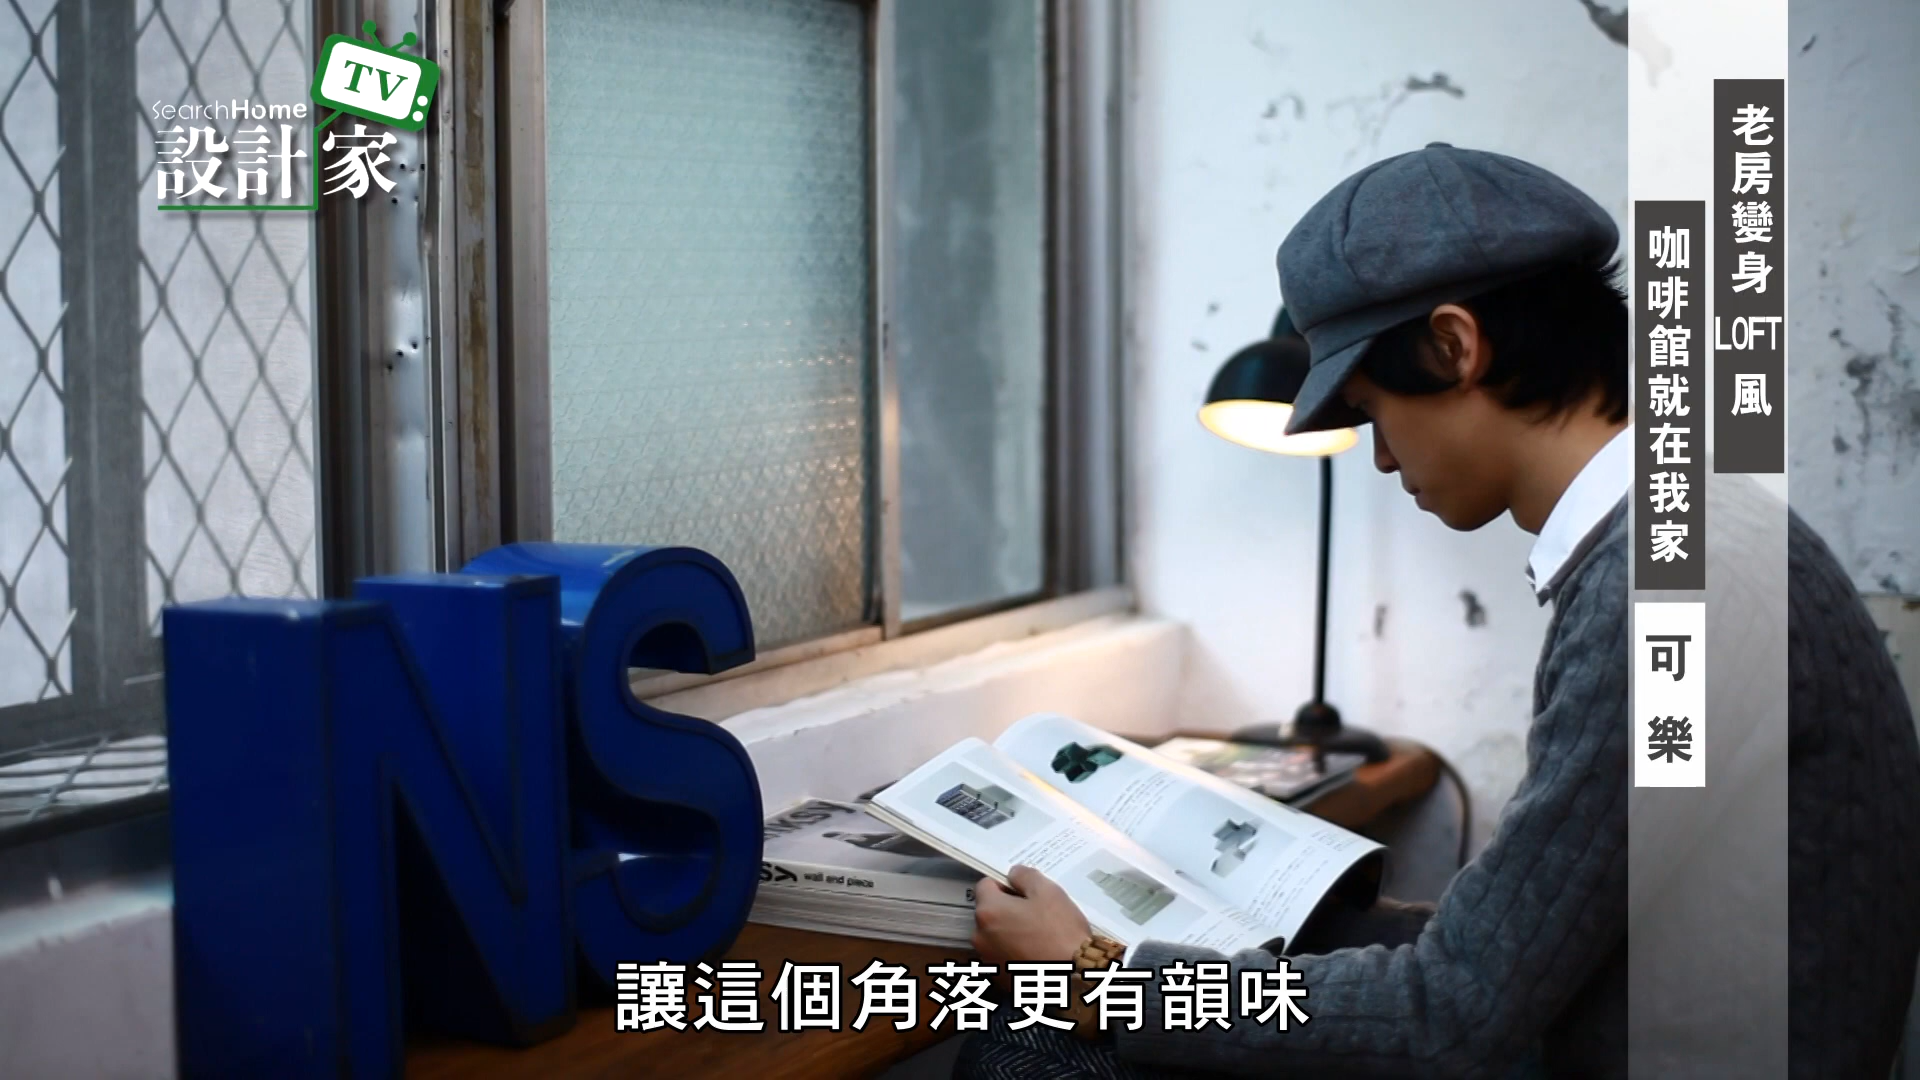 TV
SearchHome
設計家
老房變身LOFT風
咖啡館就在我家
可樂
NS
wall and piece
讓這個角落更有韻味